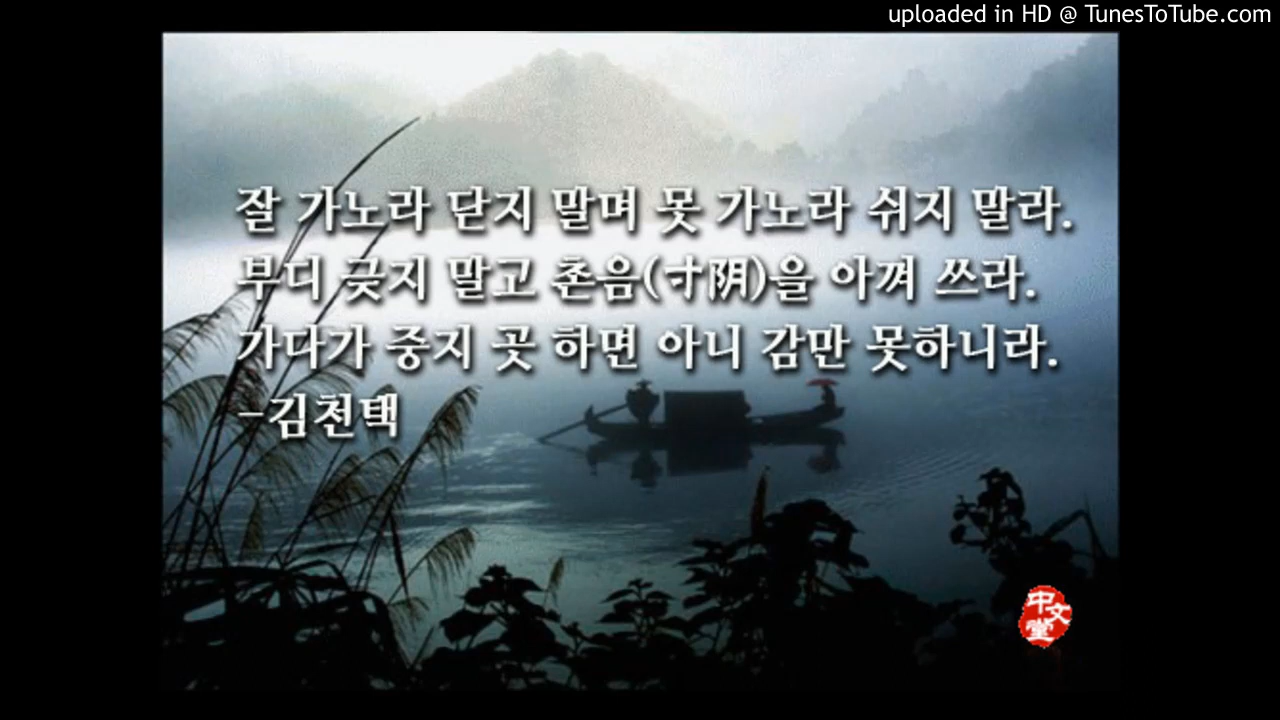 uploaded in HD @ TunesToTube.com
잘 가노라 닫지 말며 못 가노라 쉬지 말라.
부디 긏지 말고 촌음(寸阴)을 아껴 쓰라.
가다가 중지 곳 하면 아니 감만 못하니라.
-김천택
中文堂